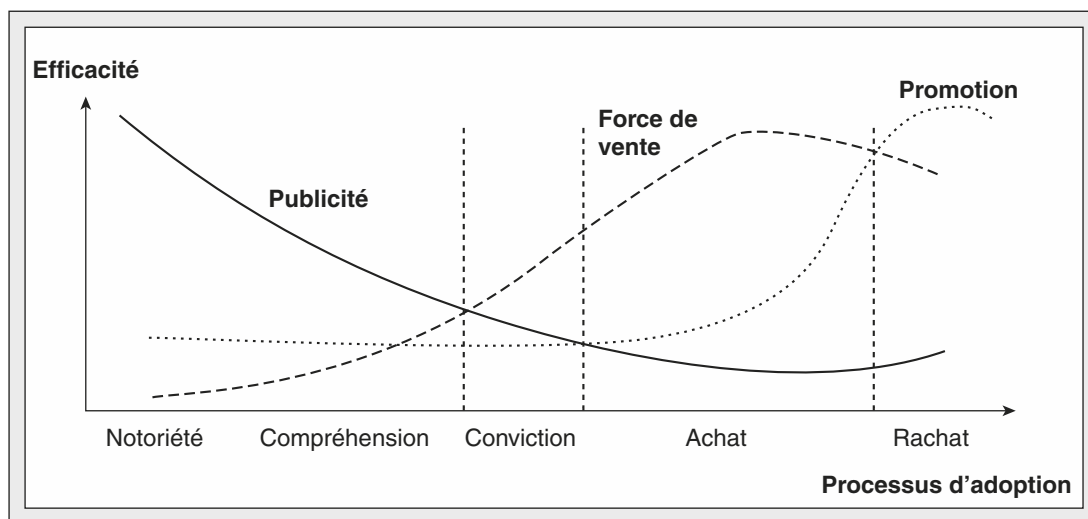 Efficacité
Promotion
Force de
vente
Publicité
Notoriété Compréhension Conviction Achat Rachat
Processus d'adoption